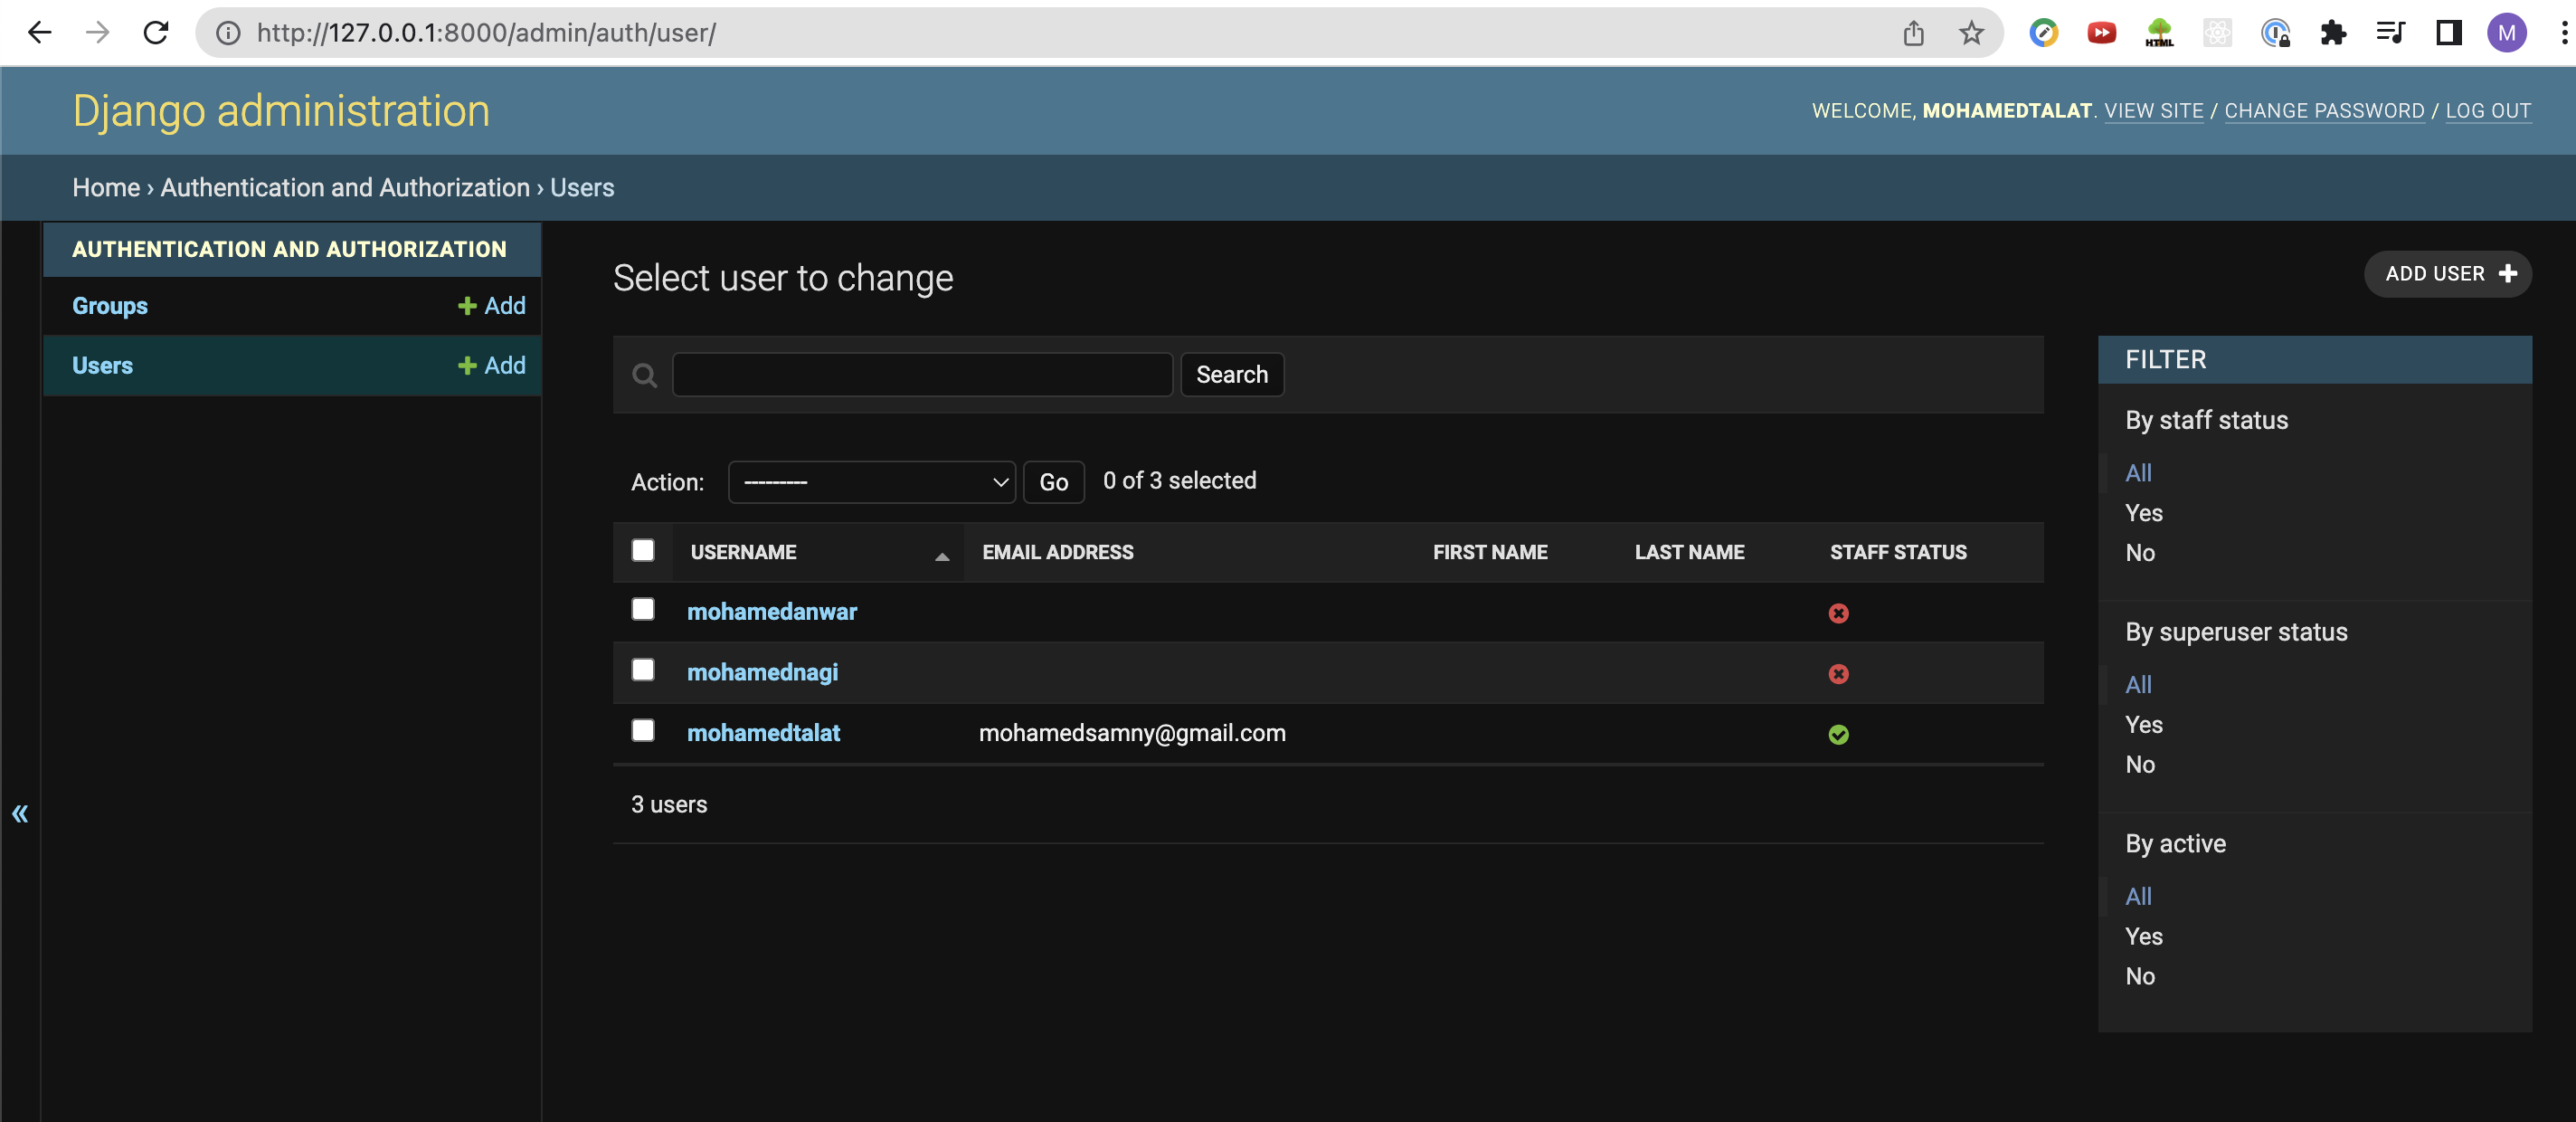 http://127.0.0.1:8000/admin/auth/user/
HTML
M
Django administration
WELCOME, MOHAMEDTALAT. VIEW SITE / CHANGE PASSWORD / LOG OUT
Home › Authentication and Authorization › Users
AUTHENTICATION AND AUTHORIZATION
Groups
+ Add
Users
+ Add
«
Select user to change
ADD USER +
Search
Action: --------- Go 0 of 3 selected
USERNAME EMAIL ADDRESS FIRST NAME LAST NAME STAFF STATUS
mohamedanwar
mohamednagi
mohamedtalat mohamedsamny@gmail.com
3 users
FILTER
By staff status
All
Yes
No
By superuser status
All
Yes
No
By active
All
Yes
No